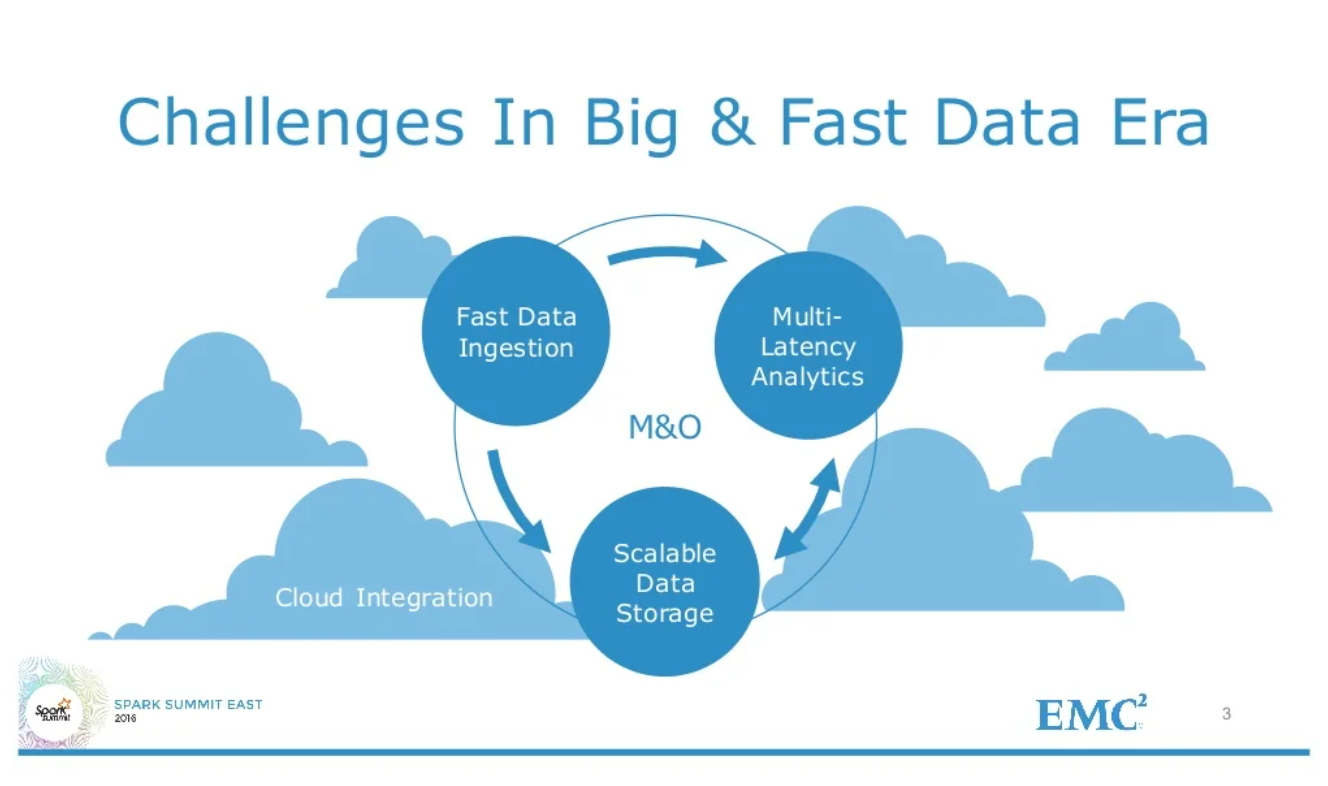 Challenges In Big & Fast Data Era
Fast Data
Ingestion
Multi-
Latency
Analytics
M&O
Scalable
Data
Storage
Cloud Integration
Spark
Summit
SPARK SUMMIT EAST
2016
EMC²
3